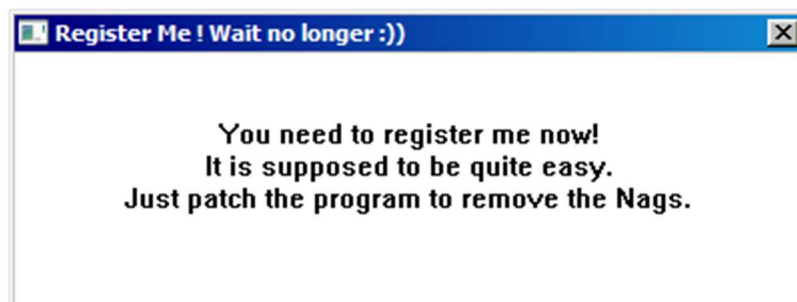 Register Me ! Wait no longer :))
You need to register me now!
It is supposed to be quite easy.
Just patch the program to remove the Nags.